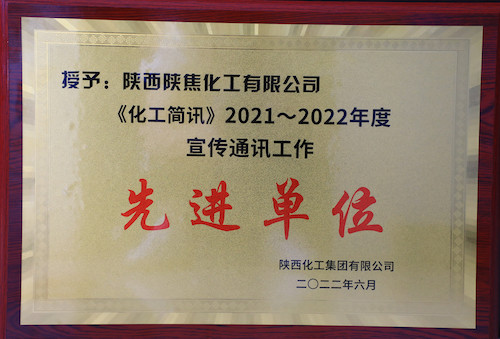 授予：陕西陕焦化工有限公司
《化工简讯》2021～2022年度
宣传通讯工作
先进单位
陕西化工集团有限公司
二〇二二年六月